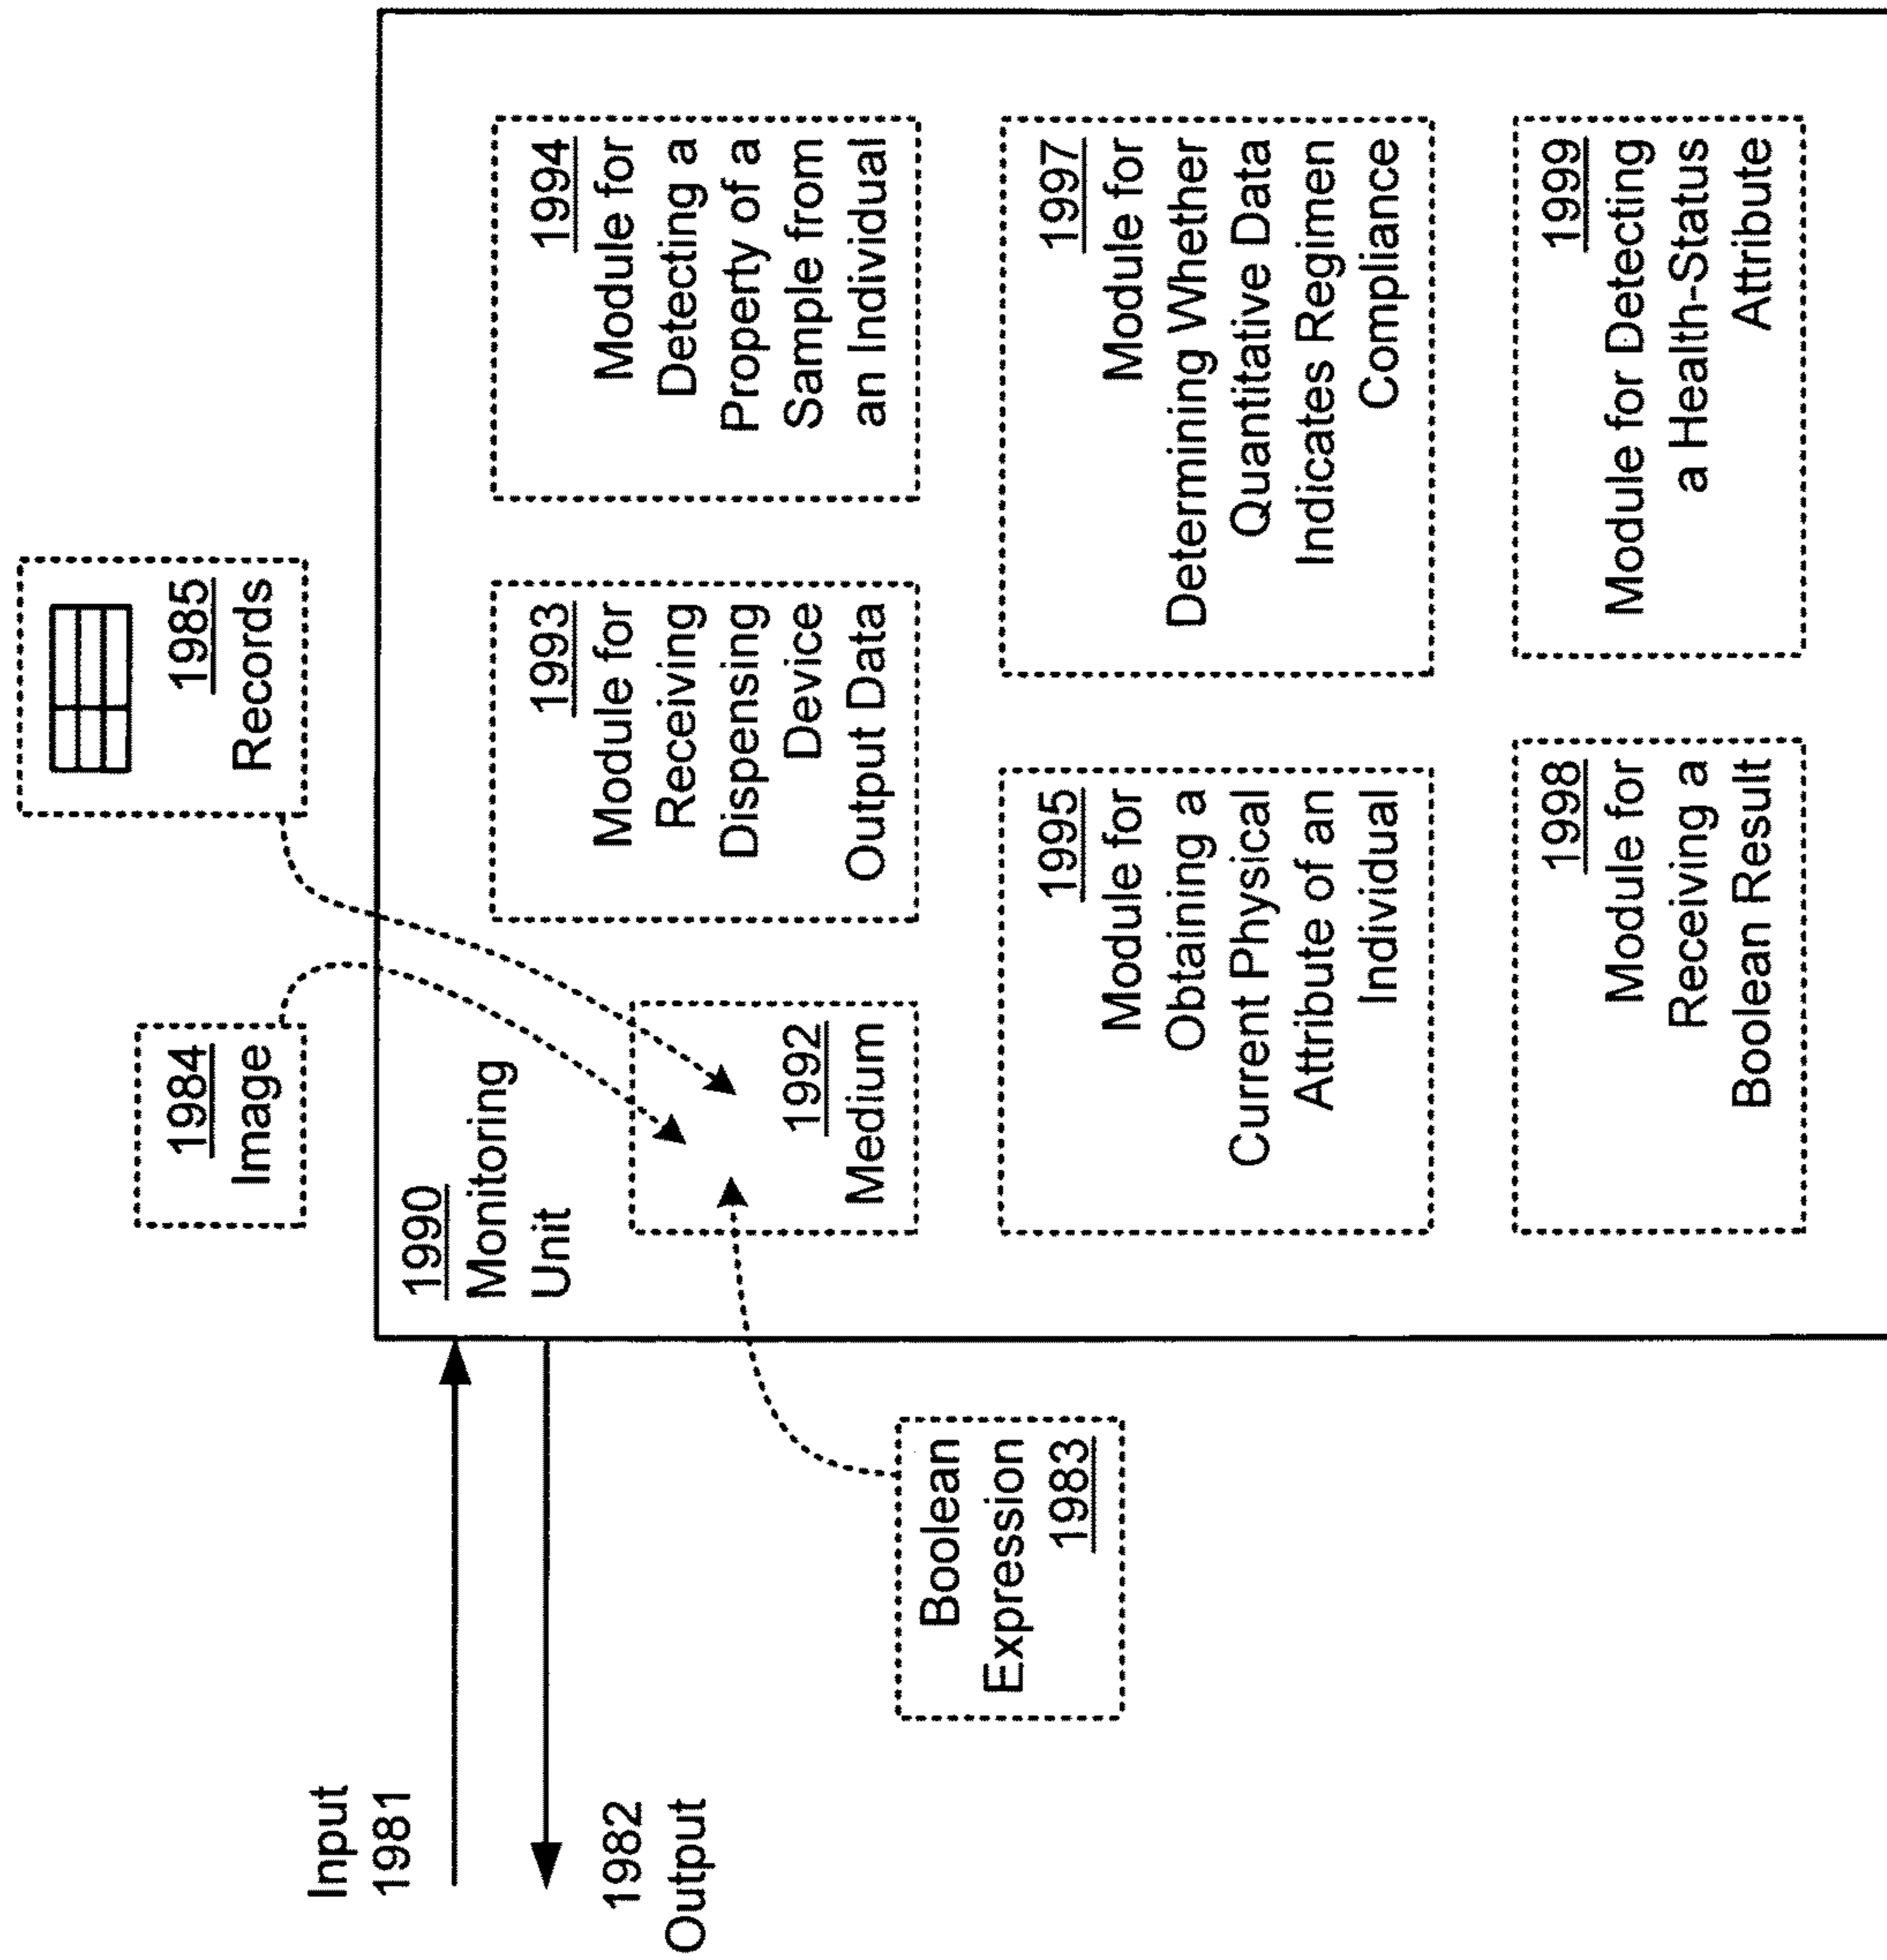 Input
1981
1982
Output
Boolean
Expression
1983
1984
Image
1985
Records
1990
Monitoring
Unit
1992
Medium
1993
Module for
Receiving
Dispensing
Device
Output Data
1994
Module for
Detecting a
Property of a
Sample from
an Individual
1995
Module for
Obtaining a
Current Physical
Attribute of an
Individual
1997
Module for
Determining Whether
Quantitative Data
Indicates Regimen
Compliance
1998
Module for
Receiving a
Boolean Result
1999
Module for Detecting
a Health-Status
Attribute